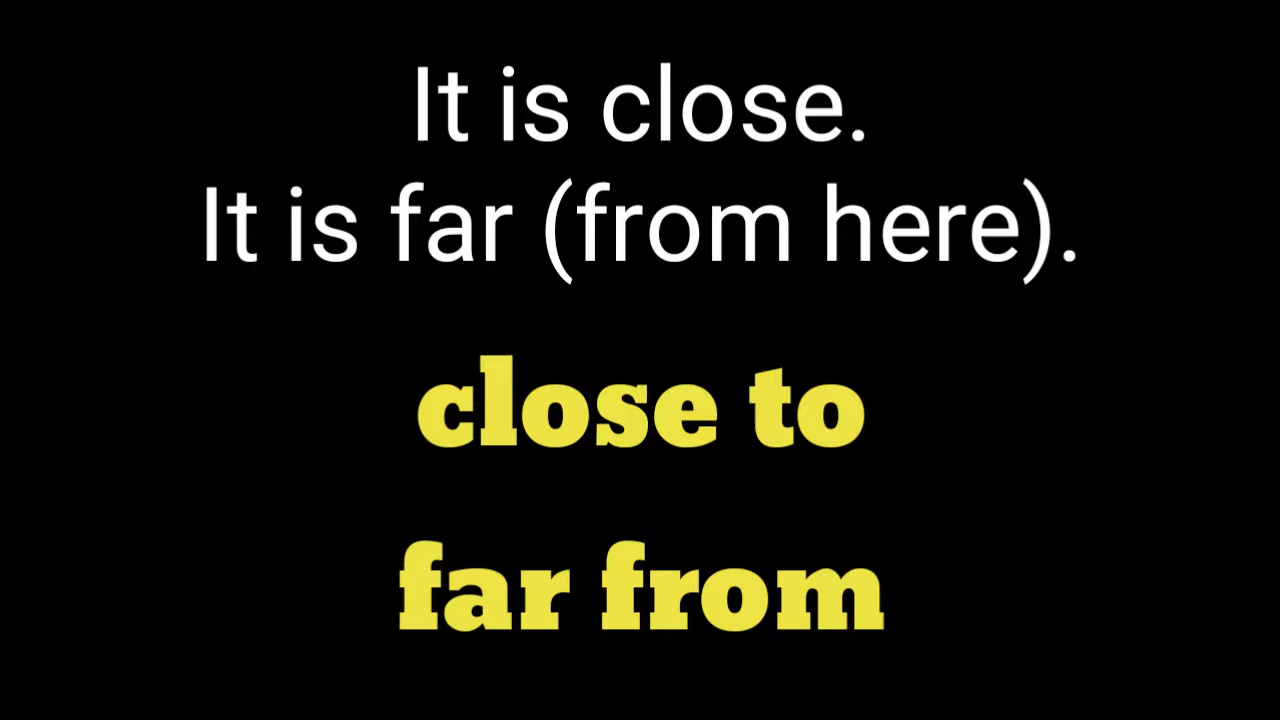 It is close.
It is far (from here).
close to
far from